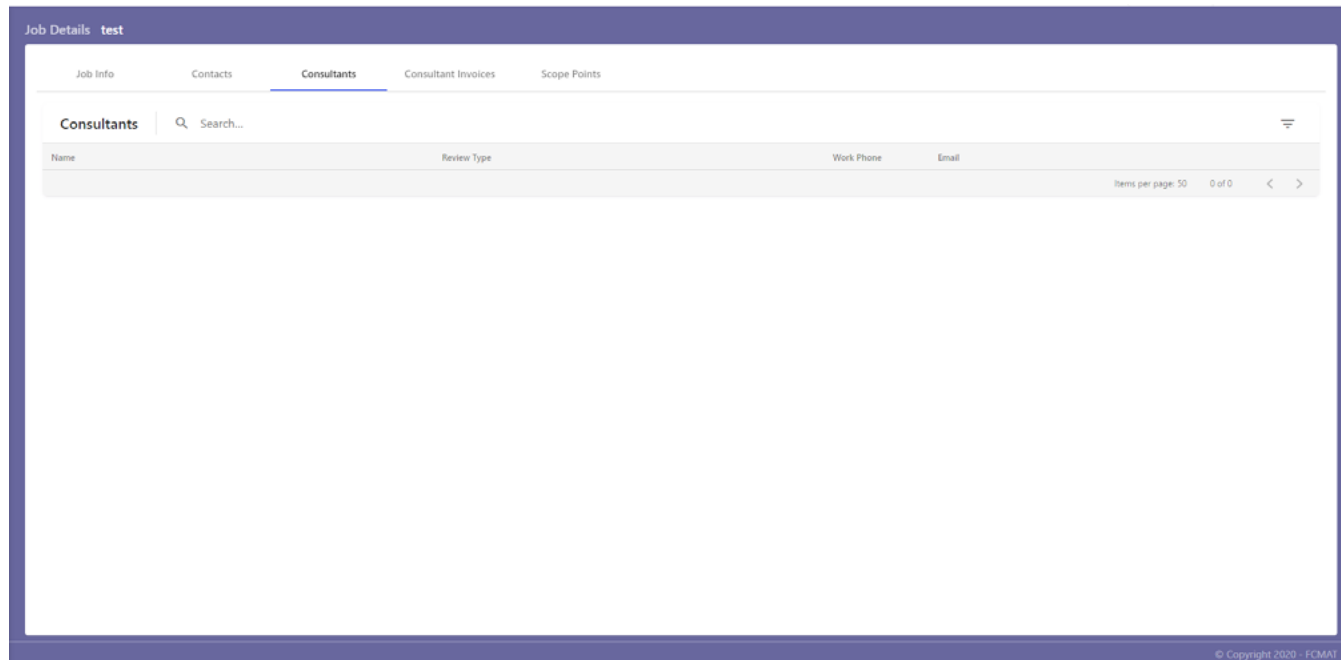 Job Details test
Job Info Contacts Consultants Consultant Invoices Scope Points
Consultants Search...
Name Review Type Work Phone Email
Items per page: 50 0 of 0
© Copyright 2020 - FCMAT